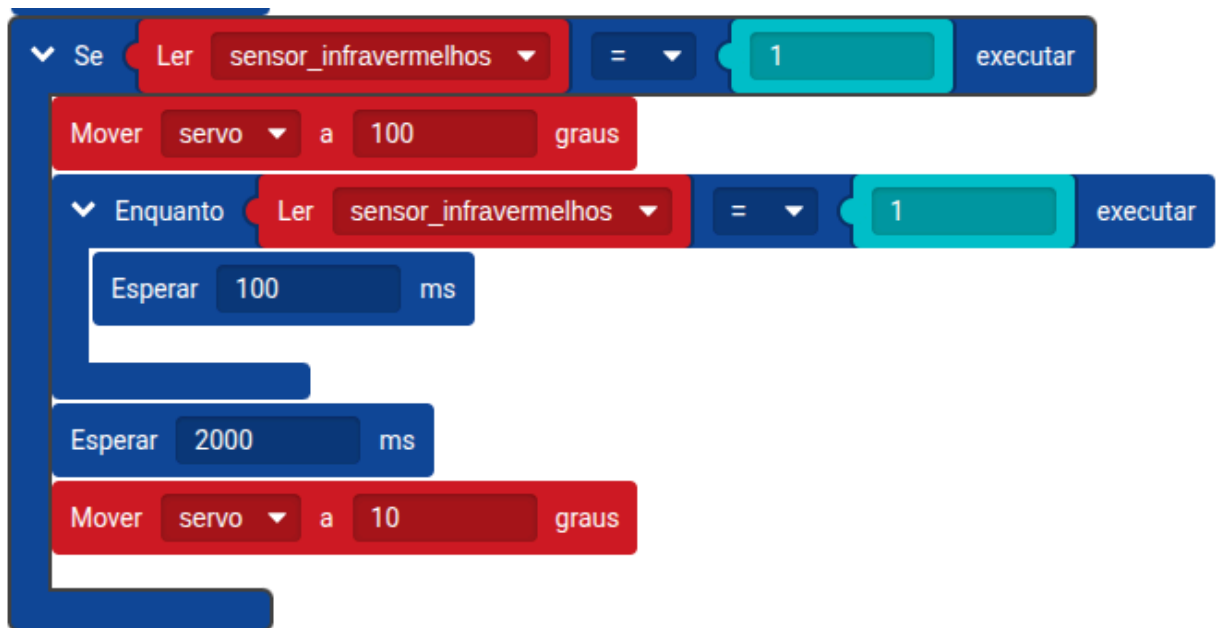 Se Ler sensor_infravermelhos = 1 executar
Mover servo a 100 graus
Enquanto Ler sensor_infravermelhos = 1 executar
Esperar 100 ms
Esperar 2000 ms
Mover servo a 10 graus